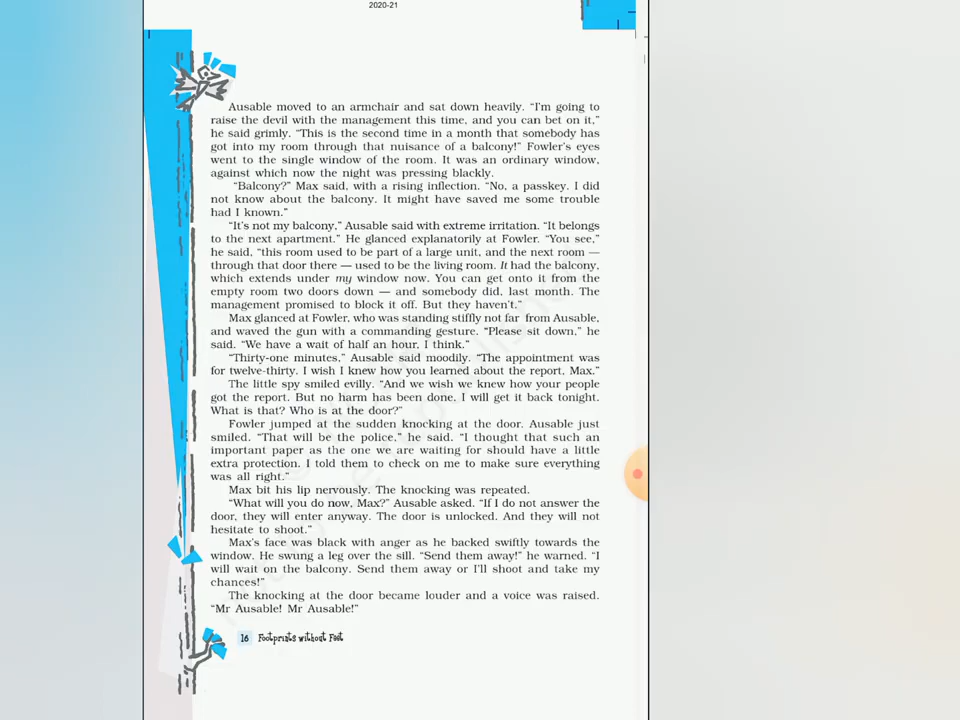 2020-21
Ausable moved to an armchair and sat down heavily. “I’m going to
raise the devil with the management this time, and you can bet on it,”
he said grimly. “This is the second time in a month that somebody has
got into my room through that nuisance of a balcony!” Fowler’s eyes
went to the single window of the room. It was an ordinary window,
against which now the night was pressing blackly.
“Balcony?” Max said, with a rising inflection. “No, a passkey. I did
not know about the balcony. It might have saved me some trouble
had I known.”
“It’s not my balcony,” Ausable said with extreme irritation. “It belongs
to the next apartment.” He glanced explanatorily at Fowler. “You see,”
he said, “this room used to be part of a large unit, and the next room —
through that door there — used to be the living room. It had the balcony,
which extends under my window now. You can get onto it from the
empty room two doors down — and somebody did, last month. The
management promised to block it off. But they haven’t.”
Max glanced at Fowler, who was standing stiffly not far from Ausable,
and waved the gun with a commanding gesture. “Please sit down,” he
said. “We have a wait of half an hour, I think.”
“Thirty-one minutes,” Ausable said moodily. “The appointment was
for twelve-thirty. I wish I knew how you learned about the report, Max.”
The little spy smiled evilly. “And we wish we knew how your people
got the report. But no harm has been done. I will get it back tonight.
What is that? Who is at the door?”
Fowler jumped at the sudden knocking at the door. Ausable just
smiled. “That will be the police,” he said. “I thought that such an
important paper as the one we are waiting for should have a little
extra protection. I told them to check on me to make sure everything
was all right.”
Max bit his lip nervously. The knocking was repeated.
“What will you do now, Max?” Ausable asked. “If I do not answer the
door, they will enter anyway. The door is unlocked. And they will not
hesitate to shoot.”
Max’s face was black with anger as he backed swiftly towards the
window. He swung a leg over the sill. “Send them away!” he warned. “I
will wait on the balcony. Send them away or I’ll shoot and take my
chances!”
The knocking at the door became louder and a voice was raised.
“Mr Ausable! Mr Ausable!”
16 Footprints without Feet